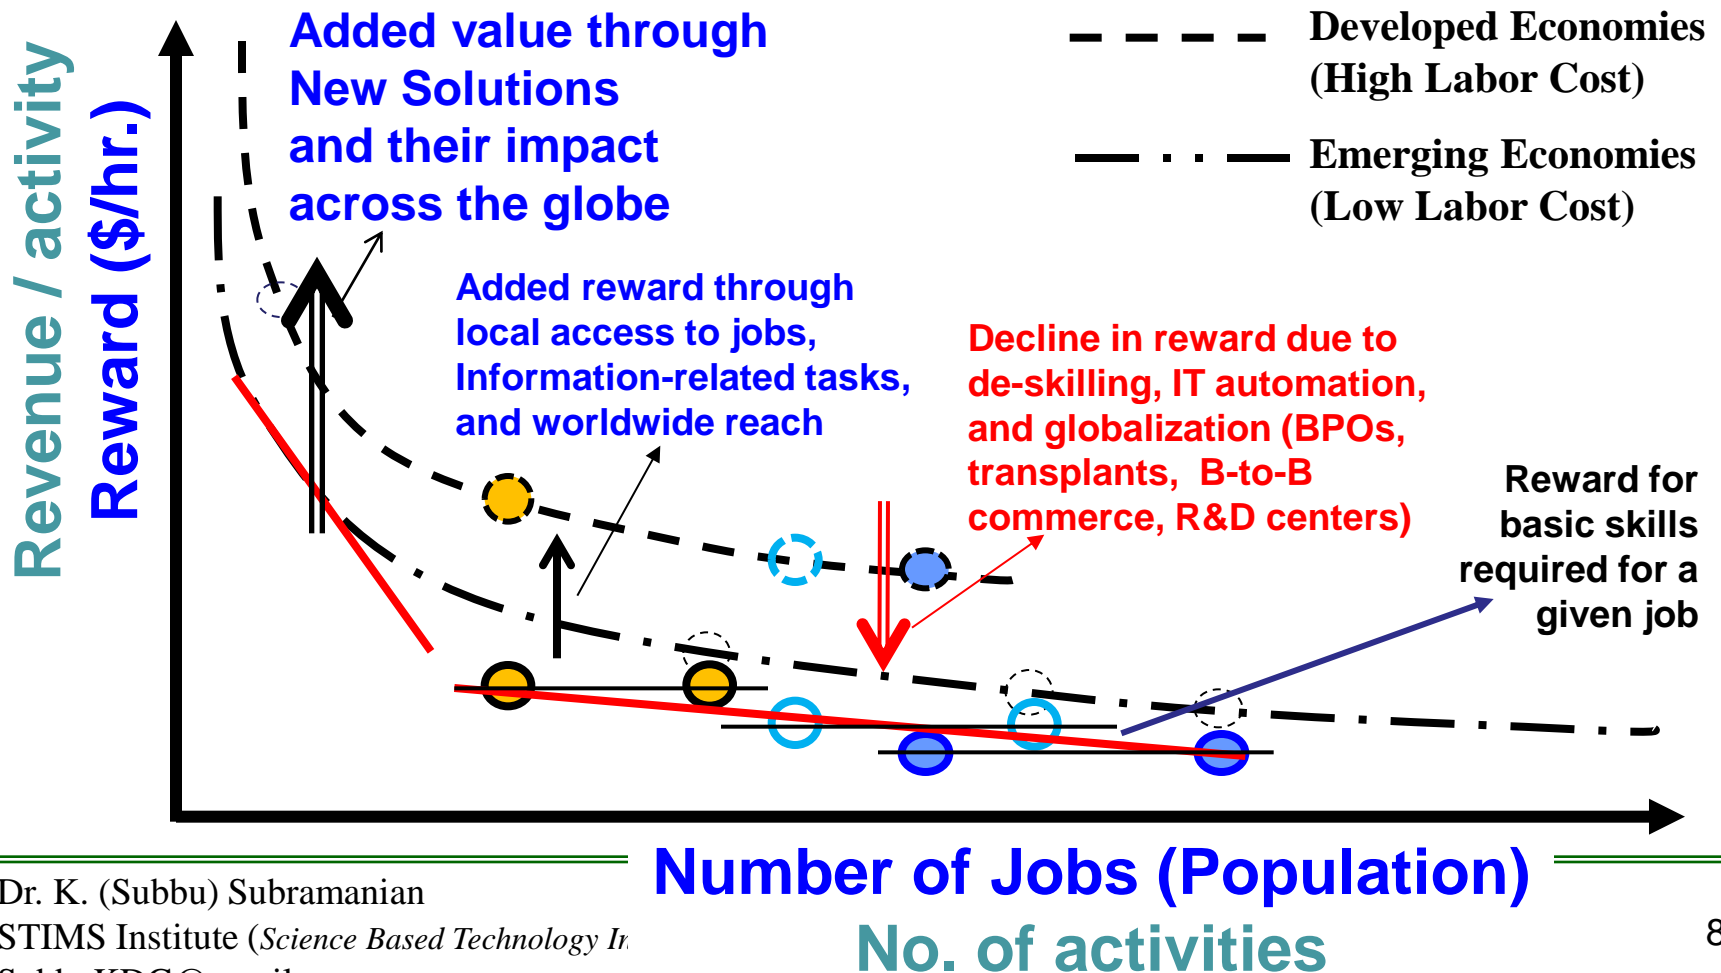 Revenue / activity
Reward ($/hr.)
Added value through
New Solutions
and their impact
across the globe
Developed Economies
(High Labor Cost)
Emerging Economies
(Low Labor Cost)
Added reward through
local access to jobs,
Information-related tasks,
and worldwide reach
Decline in reward due to
de-skilling, IT automation,
and globalization (BPOs,
transplants, B-to-B
commerce, R&D centers)
Reward for
basic skills
required for a
given job
Number of Jobs (Population)
No. of activities
Dr. K. (Subbu) Subramanian
STIMS Institute (Science Based Technology
8